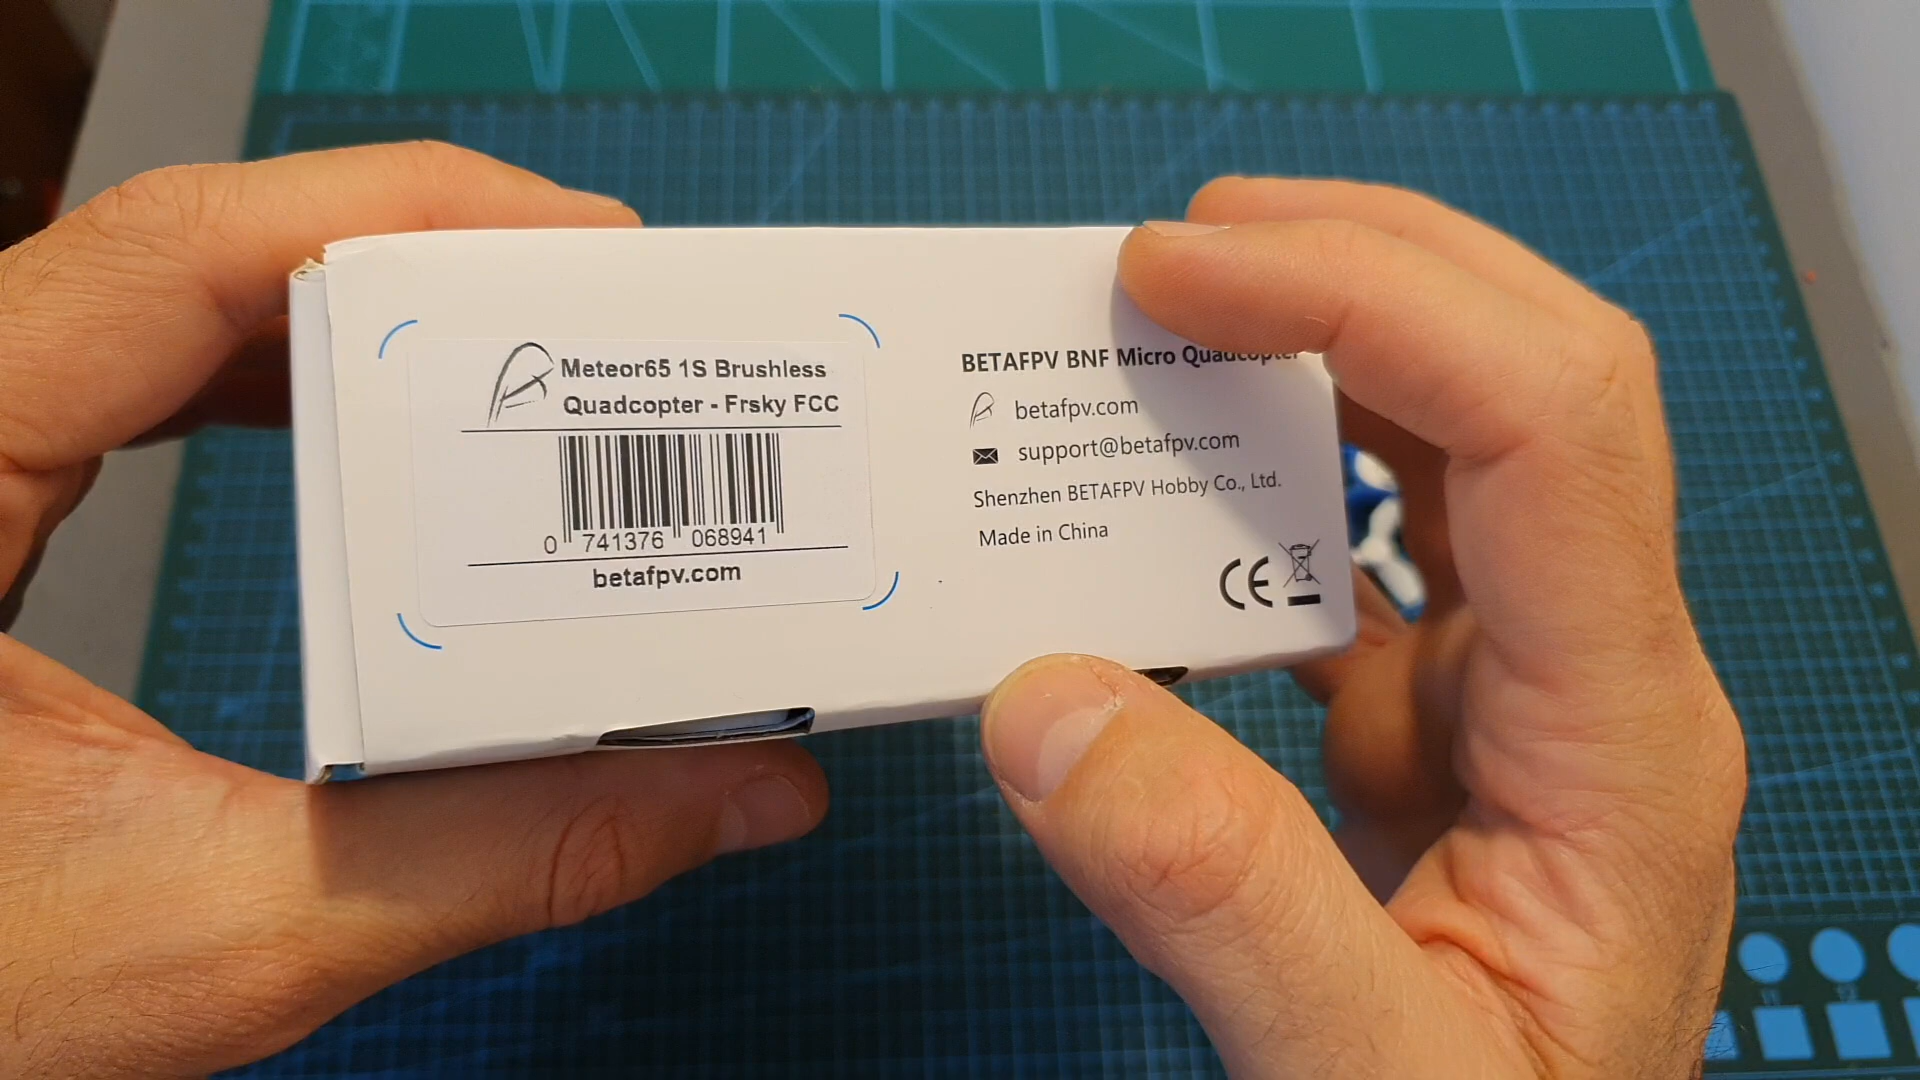 Meteor65 1S Brushless
Quadcopter - Frsky FCC
0 741376 068941
betafpv.com
BETAFPV BNF Micro Quadcopter
betafpv.com
support@betafpv.com
Shenzhen BETAFPV Hobby Co., Ltd.
Made in China
CE